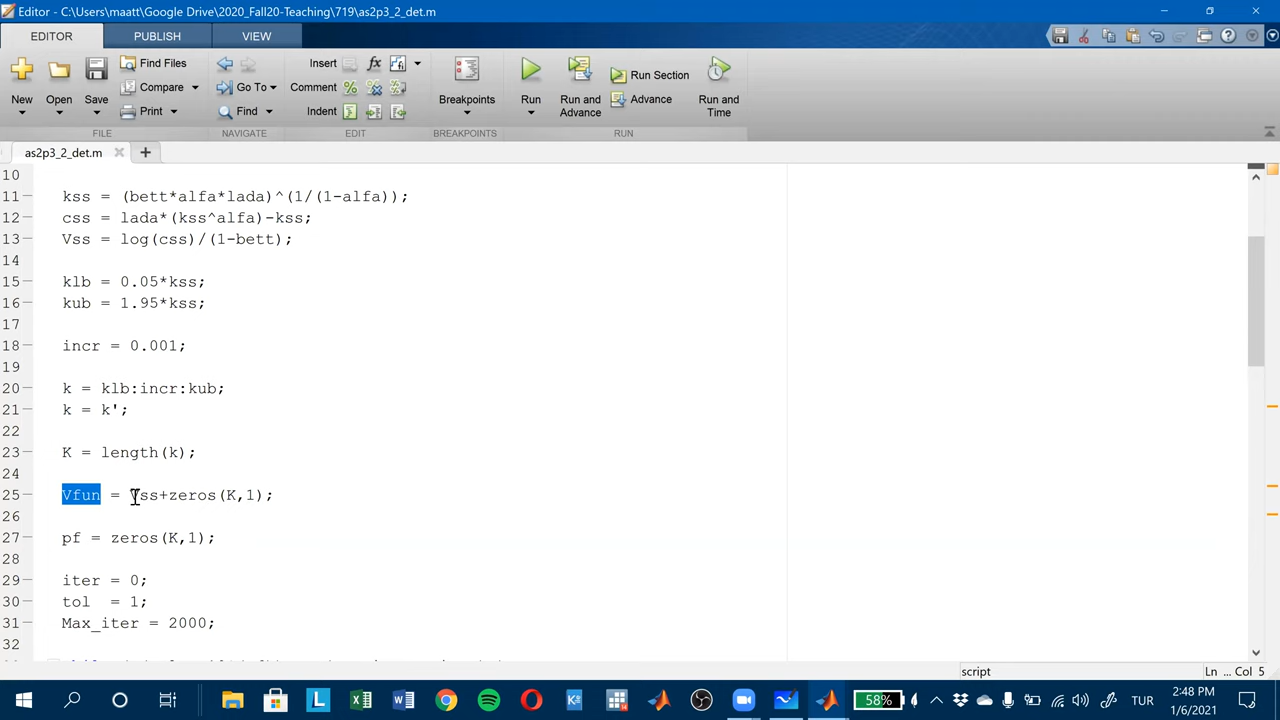 Editor - C:\Users\maatt\Google Drive\2020_Fall20-Teaching\719\as2p3_2_det.m
EDITOR PUBLISH VIEW
New Open Save Find Files Compare Print
Go To Find
Insert fx
Comment
Indent
Breakpoints
Run Run and Advance Run Section Advance Run and Time
FILE NAVIGATE EDIT BREAKPOINTS RUN
as2p3_2_det.m
10
11 kss = (bett*alfa*lada)^(1/(1-alfa));
12 css = lada*(kss^alfa)-kss;
13 Vss = log(css)/(1-bett);
14
15 klb = 0.05*kss;
16 kub = 1.95*kss;
17
18 incr = 0.001;
19
20 k = klb:incr:kub;
21 k = k';
22
23 K = length(k);
24
25 Vfun = Vss+zeros(K,1);
26
27 pf = zeros(K,1);
28
29 iter = 0;
30 tol = 1;
31 Max_iter = 2000;
32
script Ln ... Col 5
58% TUR 2:48 PM
1/6/2021